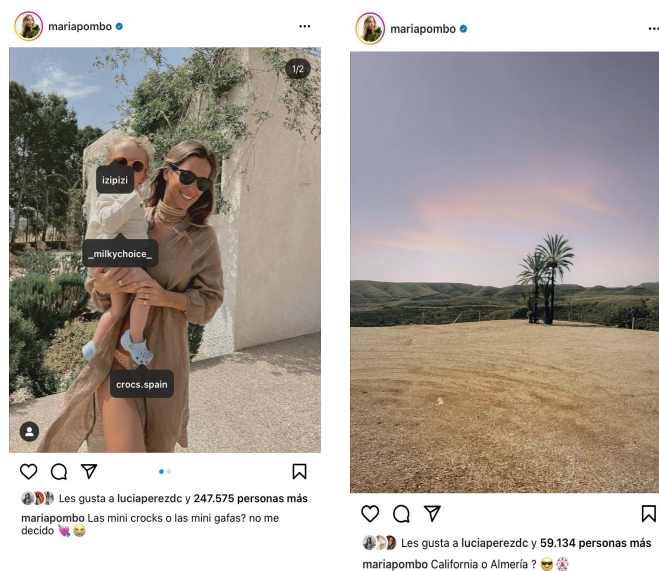 mariapombo
1/2
izipizi
_milkychoice_
crocs.spain
Les gusta a luciaperezdc y 247.575 personas más
mariapombo Las mini crocks o las mini gafas? no me
decido 💘😭
mariapombo
Les gusta a luciaperezdc y 59.134 personas más
mariapombo California o Almería ? 😎🎡